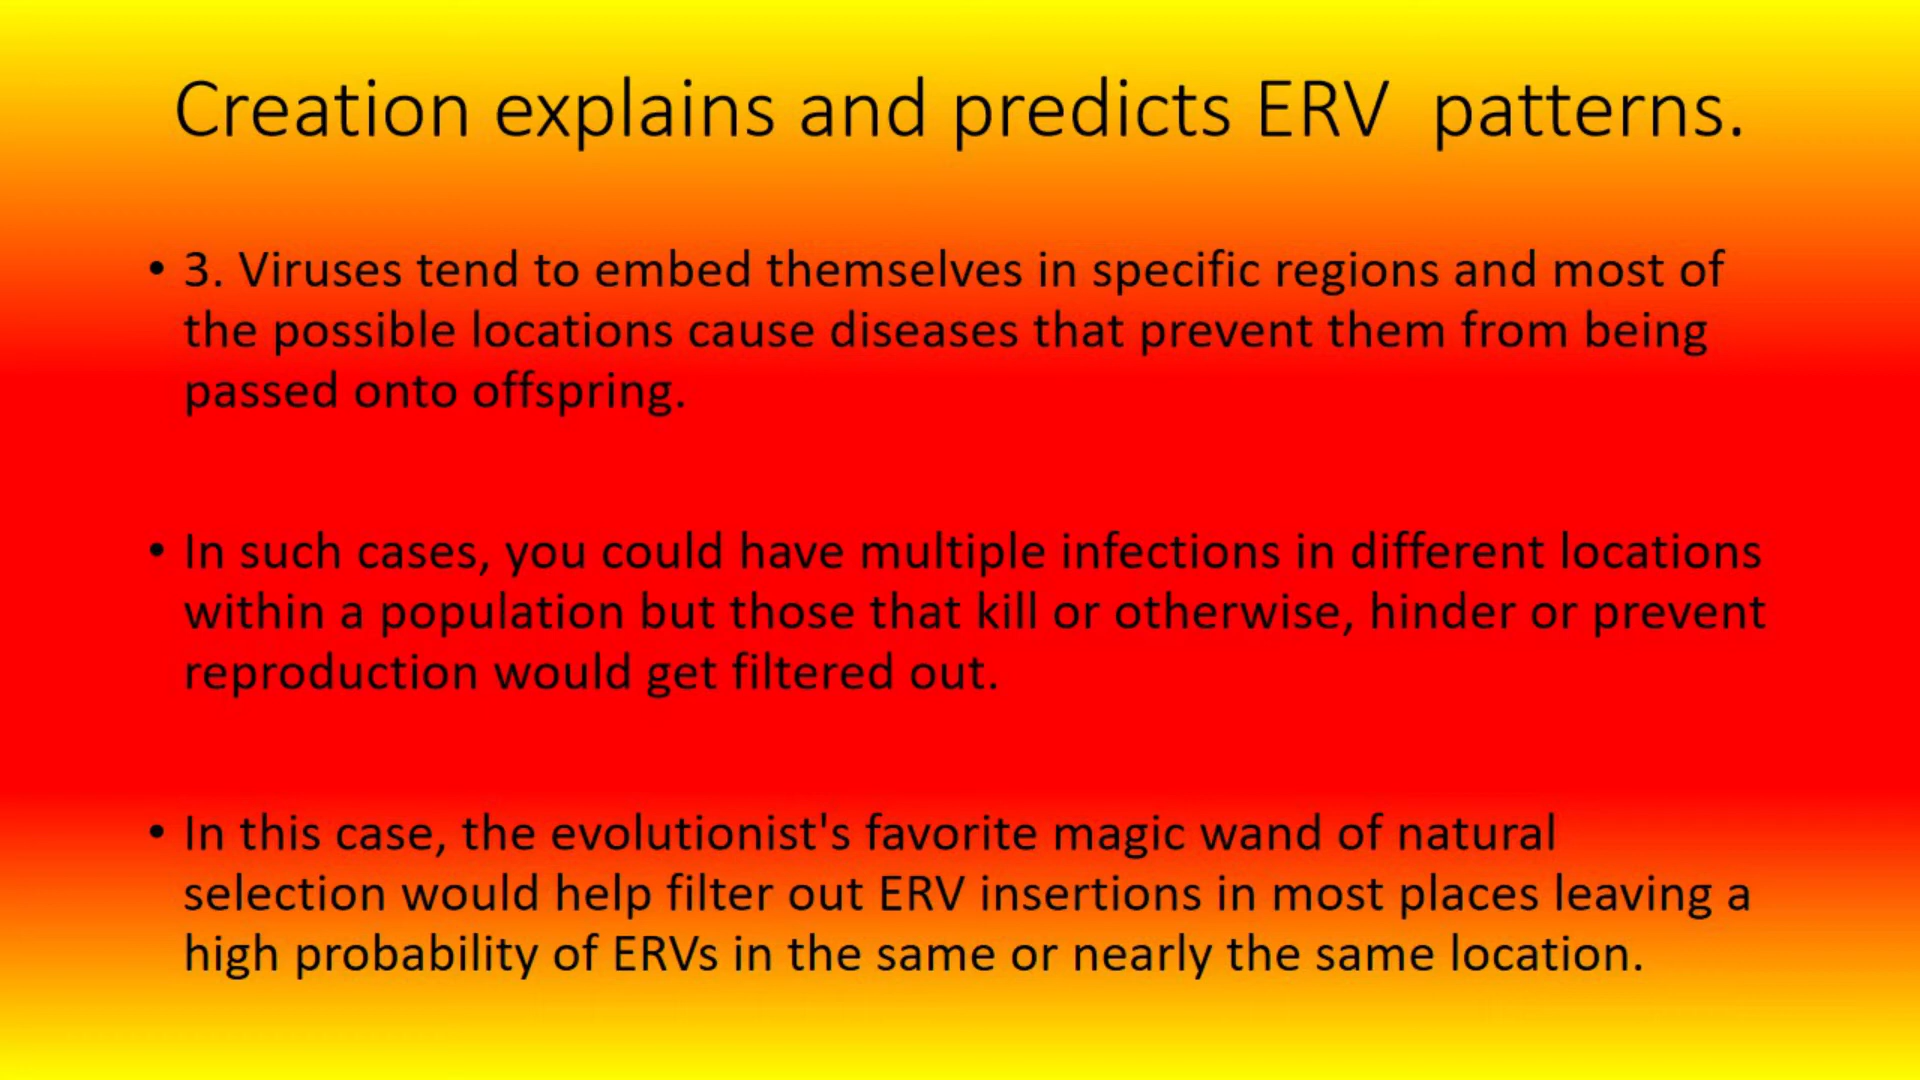 Creation explains and predicts ERV  patterns.
• 3. Viruses tend to embed themselves in specific regions and most of
the possible locations cause diseases that prevent them from being
passed onto offspring.
• In such cases, you could have multiple infections in different locations
within a population but those that kill or otherwise, hinder or prevent
reproduction would get filtered out.
• In this case, the evolutionist's favorite magic wand of natural
selection would help filter out ERV insertions in most places leaving a
high probability of ERVs in the same or nearly the same location.